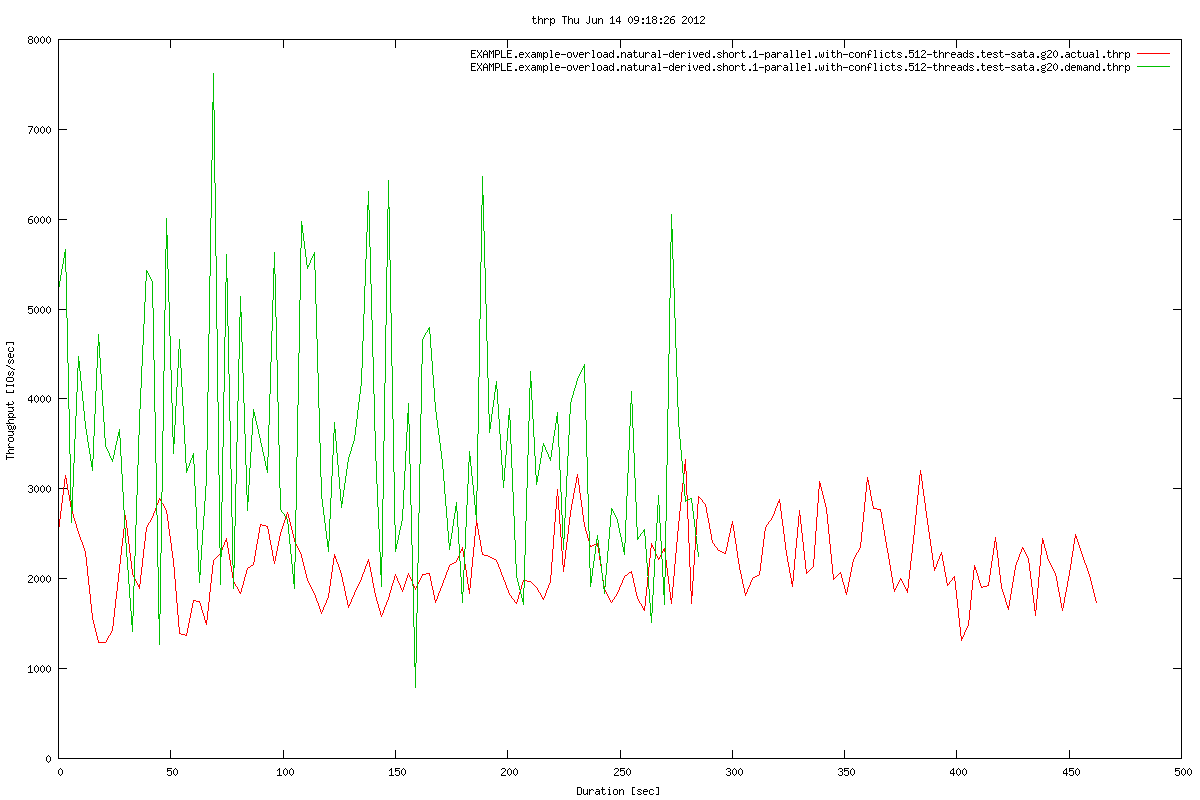 thrp Thu Jun 14 09:18:26 2012
EXAMPLE.example-overload.natural-derived.short.1-parallel.with-conflicts.512-threads.test-sata.g20.actual.thrp
EXAMPLE.example-overload.natural-derived.short.1-parallel.with-conflicts.512-threads.test-sata.g20.demand.thrp
8000
7000
6000
5000
4000
3000
2000
1000
0
Throughput [IOs/sec]
0 50 100 150 200 250 300 350 400 450 500
Duration [sec]